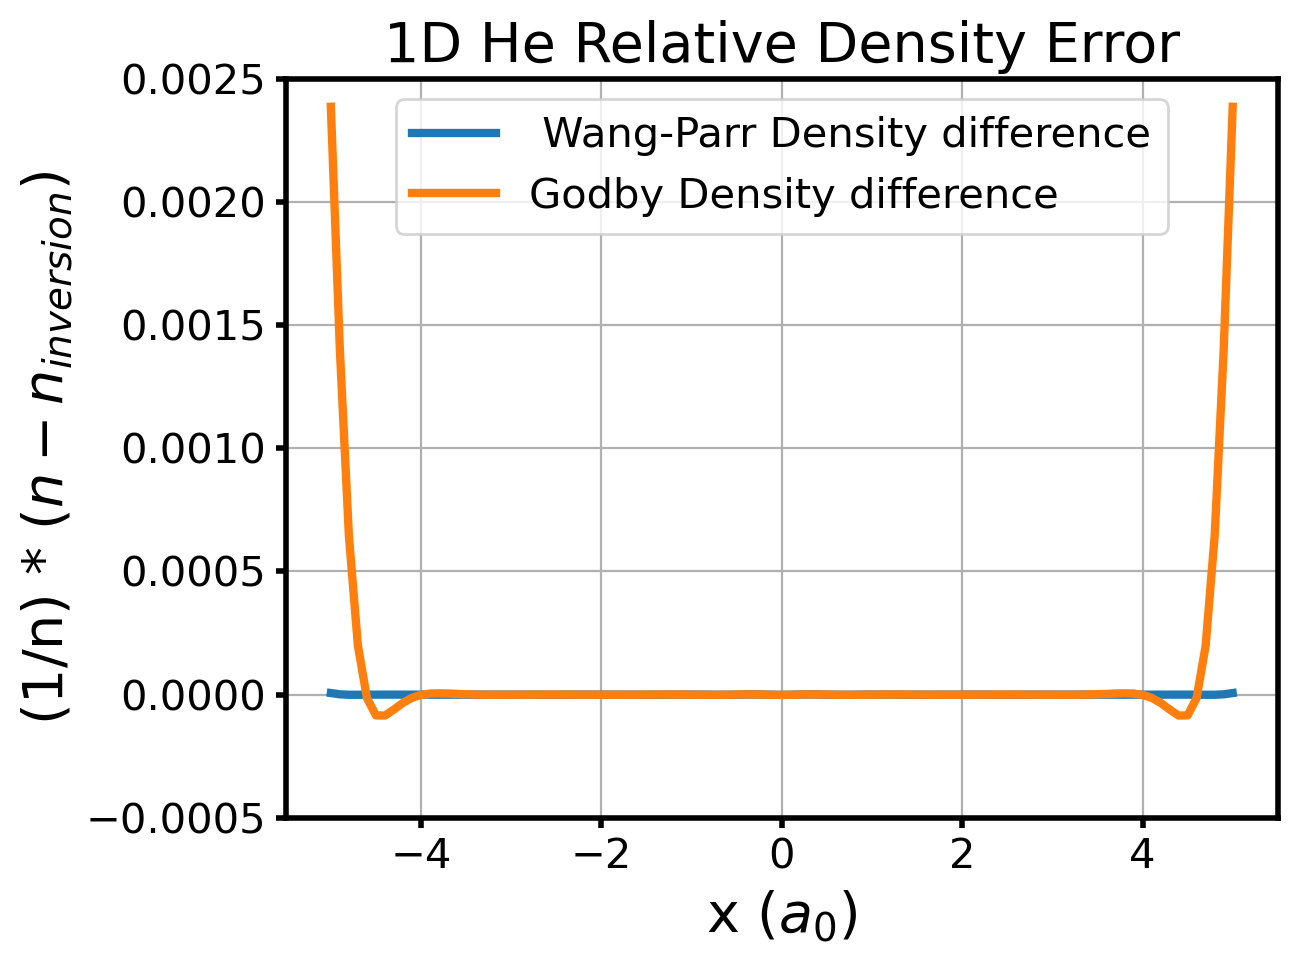 1D He Relative Density Error
0.0025
0.0020
0.0015
0.0010
0.0005
0.0000
−0.0005
(1/n) * (n − n_inversion)
Wang-Parr Density difference
Godby Density difference
−4
−2
0
2
4
x (a₀)